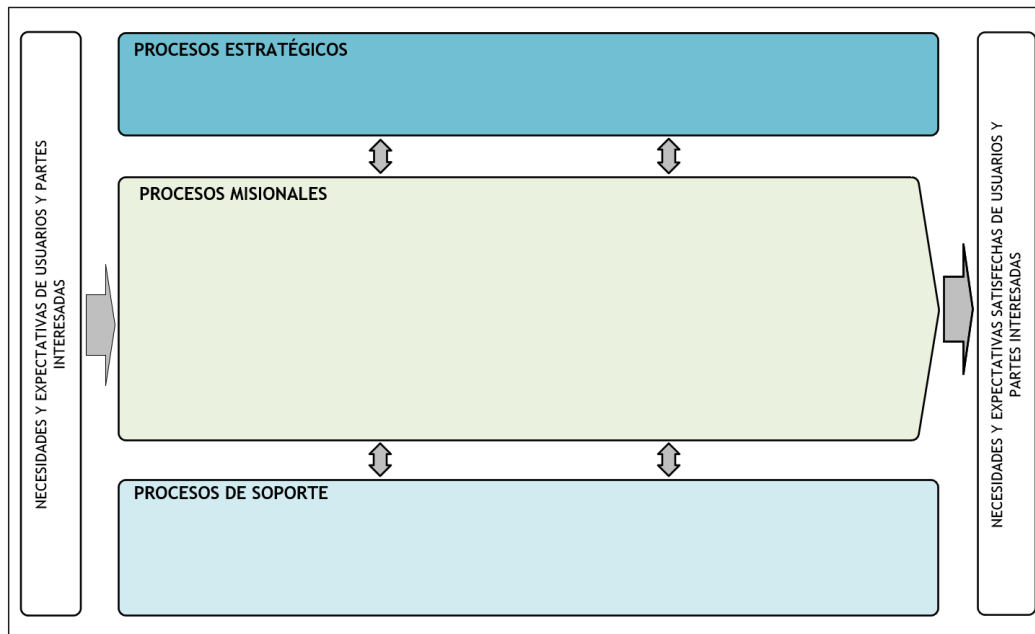 NECESIDADES Y EXPECTATIVAS DE USUARIOS Y PARTES
INTERESADAS
PROCESOS ESTRATÉGICOS
PROCESOS MISIONALES
PROCESOS DE SOPORTE
NECESIDADES Y EXPECTATIVAS SATISFECHAS DE USUARIOS Y
PARTES INTERESADAS